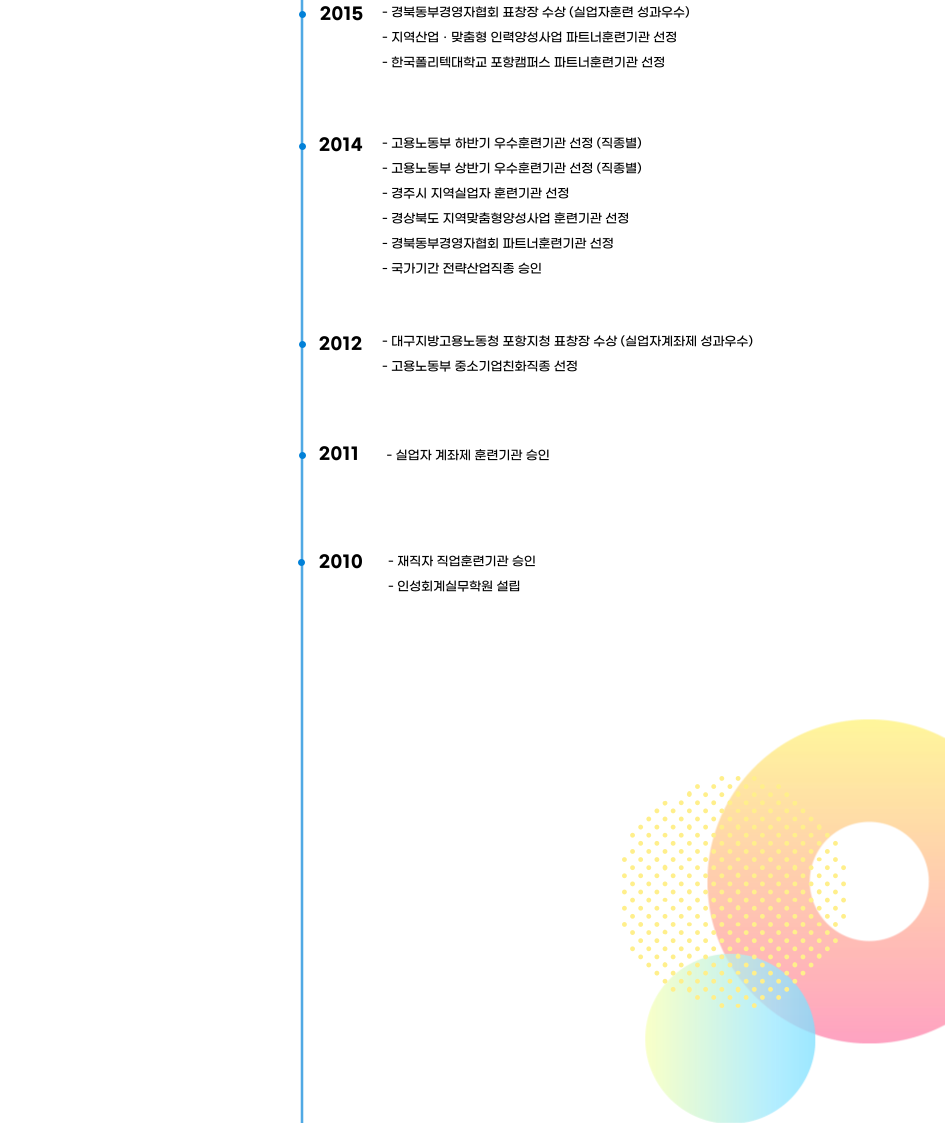 2015 - 경북동부경영자협회 표창장 수상 (실업자훈련 성과우수)
- 지역산업 · 맞춤형 인력양성사업 파트너훈련기관 선정
- 한국폴리텍대학교 포항캠퍼스 파트너훈련기관 선정
2014 - 고용노동부 하반기 우수훈련기관 선정 (직종별)
- 고용노동부 상반기 우수훈련기관 선정 (직종별)
- 경주시 지역실업자 훈련기관 선정
- 경상북도 지역맞춤형양성사업 훈련기관 선정
- 경북동부경영자협회 파트너훈련기관 선정
- 국가기간 전략산업직종 승인
2012 - 대구지방고용노동청 포항지청 표창장 수상 (실업자계좌제 성과우수)
- 고용노동부 중소기업친화직종 선정
2011 - 실업자 계좌제 훈련기관 승인
2010 - 재직자 직업훈련기관 승인
- 인성회계실무학원 설립